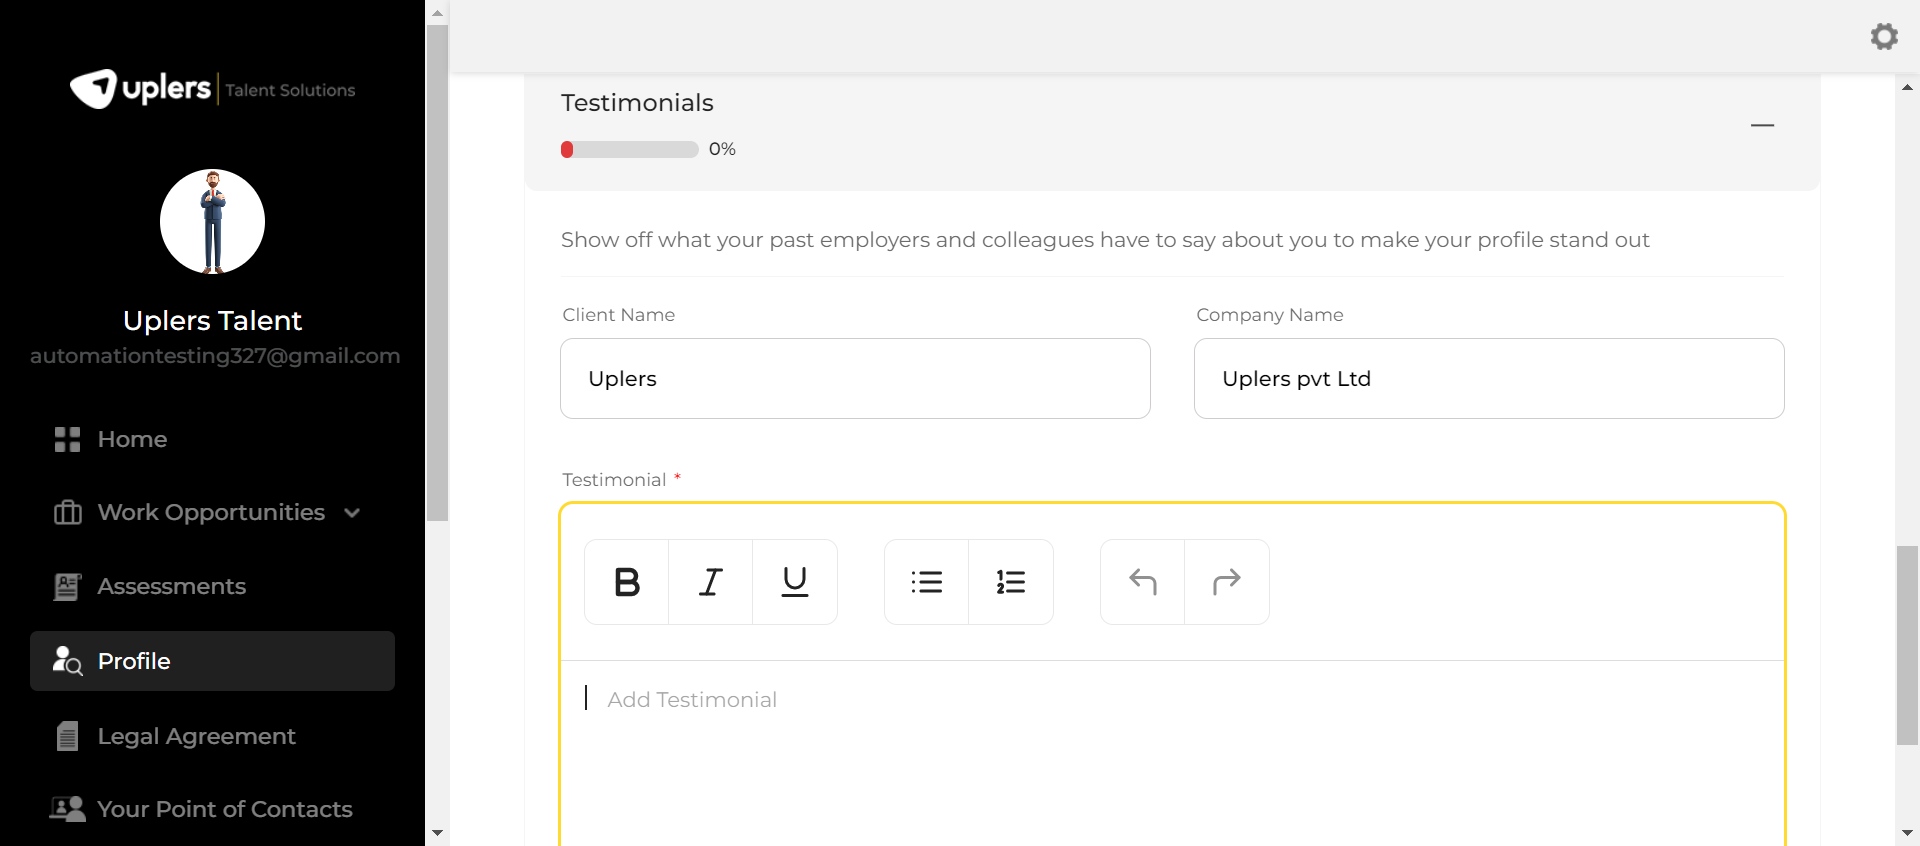 uplers Talent Solutions
Uplers Talent
automationtesting327@gmail.com
Home
Work Opportunities
Assessments
Profile
Legal Agreement
Your Point of Contacts
Testimonials
0%
Show off what your past employers and colleagues have to say about you to make your profile stand out
Client Name
Company Name
Uplers
Uplers pvt Ltd
Testimonial *
B I U
Add Testimonial